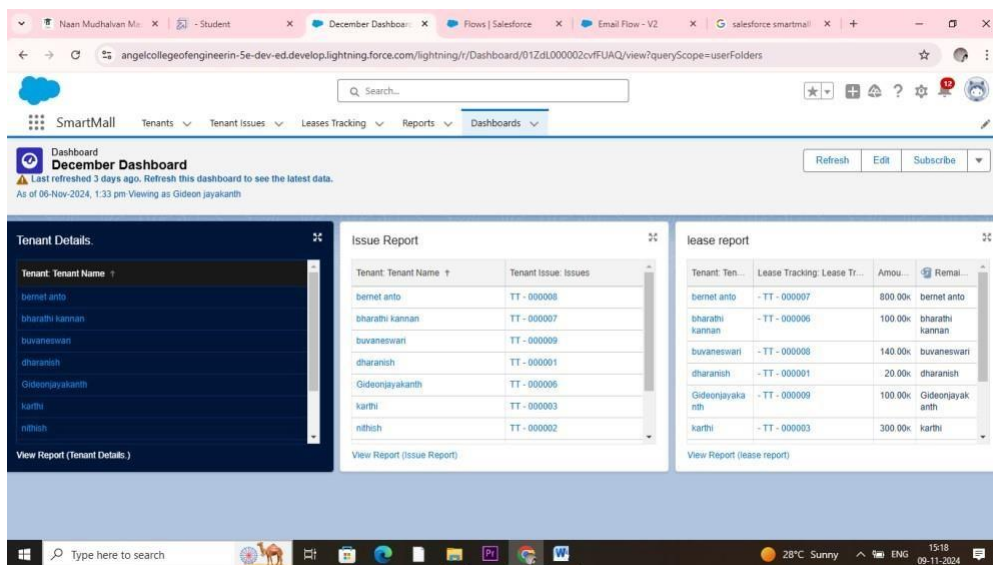 Naan Mudhalvan Ma
- Student
December Dashboar
Flows | Salesforce
Email Flow - V2
salesforce smartmall
angelcollegeofengineerin-5e-dev-ed.develop.lightning.force.com/lightning/r/Dashboard/01ZdL000002cvfFUAQ/view?queryScope=userFolders
Search...
12
SmartMall Tenants Tenant Issues Leases Tracking Reports Dashboards
Dashboard
December Dashboard
Last refreshed 3 days ago. Refresh this dashboard to see the latest data.
As of 06-Nov-2024, 1:33 pm·Viewing as Gideon jayakanth
Refresh Edit Subscribe
Tenant Details.
Tenant: Tenant Name ↑
bernet anto
bharathi kannan
buvaneswari
dharanish
Gideonjayakanth
karthi
nithish
View Report (Tenant Details.)
Issue Report
Tenant: Tenant Name ↑ Tenant Issue: Issues
bernet anto TT - 000008
bharathi kannan TT - 000007
buvaneswari TT - 000009
dharanish TT - 000001
Gideonjayakanth TT - 000006
karthi TT - 000003
nithish TT - 000002
View Report (Issue Report)
lease report
Tenant: Ten... Lease Tracking: Lease Tr... Amou... Remai...
bernet anto - TT - 000007 800.00K bernet anto
bharathi - TT - 000006 100.00K bharathi
kannan kannan
buvaneswari - TT - 000008 140.00K buvaneswari
dharanish - TT - 000001 20.00K dharanish
Gideonjayaka - TT - 000009 100.00K Gideonjayak
nth anth
karthi - TT - 000003 300.00K karthi
View Report (lease report)
Type here to search
Pr
W
28°C Sunny
ENG
15:18
09-11-2024